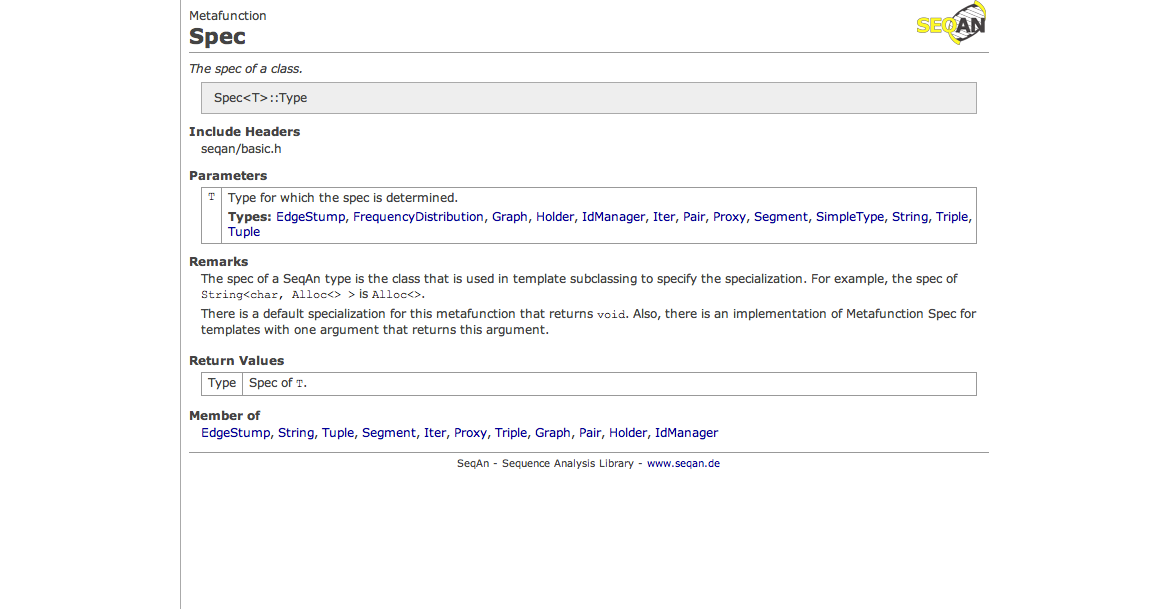 Metafunction
SEQAN
Spec
The spec of a class.
Spec<T>::Type
Include Headers
seqan/basic.h
Parameters
T Type for which the spec is determined.
Types: EdgeStump, FrequencyDistribution, Graph, Holder, IdManager, Iter, Pair, Proxy, Segment, SimpleType, String, Triple,
Tuple
Remarks
The spec of a SeqAn type is the class that is used in template subclassing to specify the specialization. For example, the spec of
String<char, Alloc<> > is Alloc<>.
There is a default specialization for this metafunction that returns void. Also, there is an implementation of Metafunction Spec for
templates with one argument that returns this argument.
Return Values
Type Spec of T.
Member of
EdgeStump, String, Tuple, Segment, Iter, Proxy, Triple, Graph, Pair, Holder, IdManager
SeqAn - Sequence Analysis Library - www.seqan.de